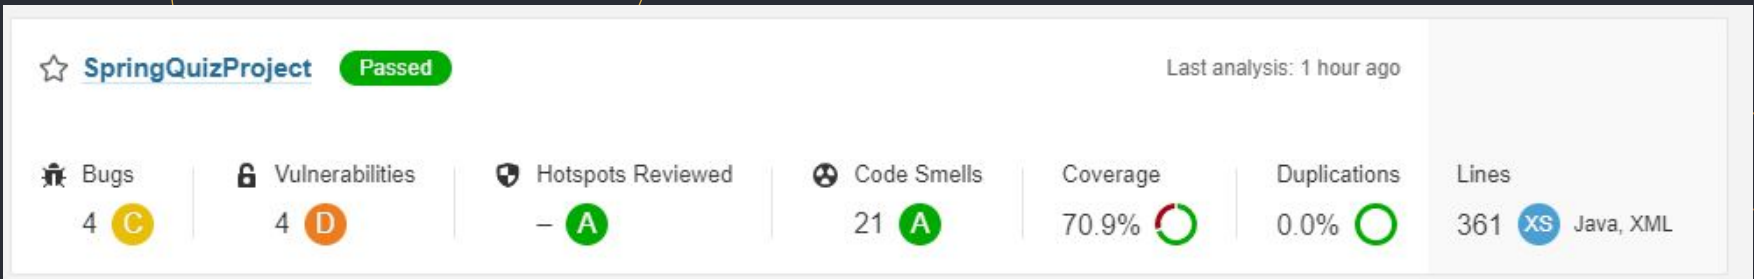 SpringQuizProject Passed Last analysis: 1 hour ago
Bugs Vulnerabilities Hotspots Reviewed Code Smells Coverage Duplications Lines
4 C 4 D – A 21 A 70.9% 0.0% 361 XS Java, XML